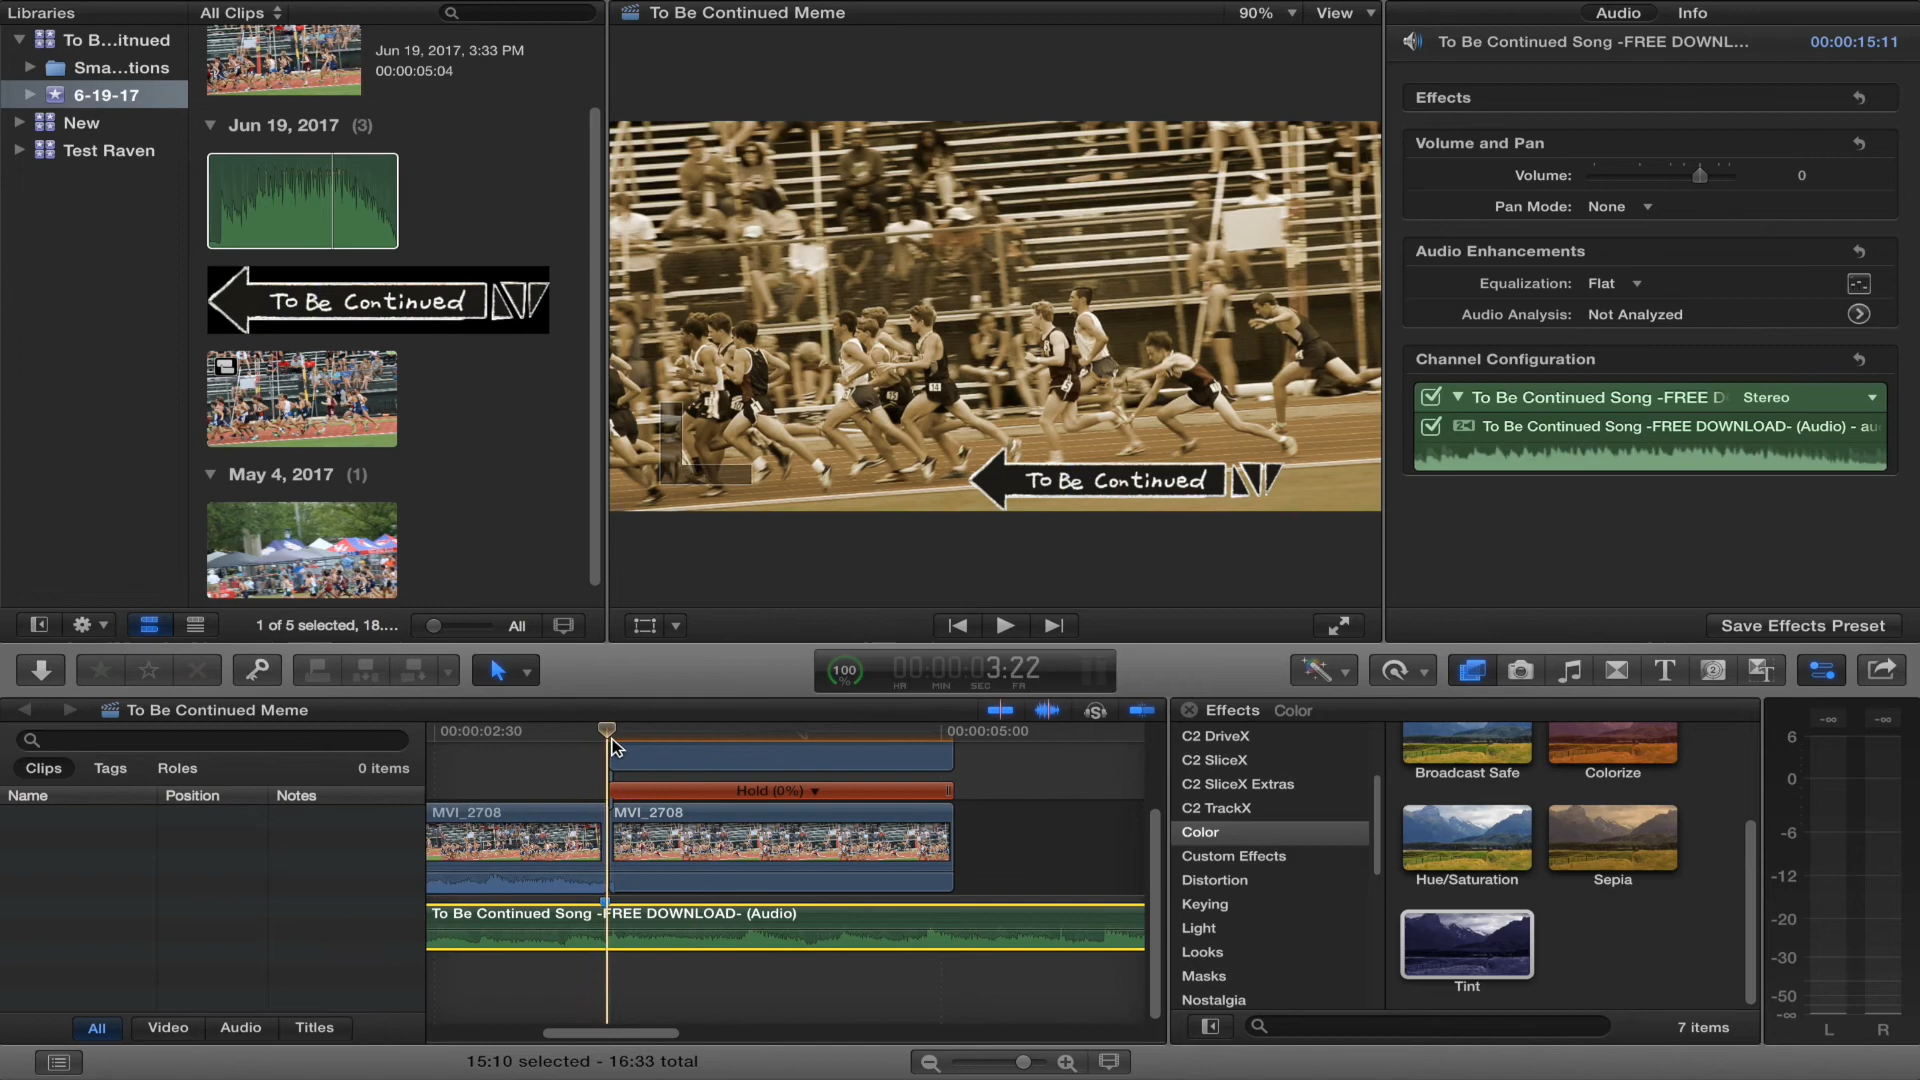 Libraries
All Clips
To Be Continued Meme
90%
View
Audio
Info
To B...itnued
Sma...tions
6-19-17
New
Test Raven
Jun 19, 2017, 3:33 PM
00:00:05:04
Jun 19, 2017 (3)
To Be Continued
May 4, 2017 (1)
1 of 5 selected, 18....
All
To Be Continued
To Be Continued Song -FREE DOWNL...
00:00:15:11
Effects
Volume and Pan
Volume:
0
Pan Mode: None
Audio Enhancements
Equalization: Flat
Audio Analysis: Not Analyzed
Channel Configuration
To Be Continued Song -FREE D
Stereo
To Be Continued Song -FREE DOWNLOAD- (Audio) - au
Save Effects Preset
100
%
00:00:03:22
HR MIN SEC FR
To Be Continued Meme
Clips
Tags
Roles
0 items
Name
Position
Notes
All
Video
Audio
Titles
00:00:02:30
00:00:05:00
Hold (0%)
MVI_2708
MVI_2708
To Be Continued Song -FREE DOWNLOAD- (Audio)
15:10 selected - 16:33 total
Effects
Color
C2 DriveX
C2 SliceX
C2 SliceX Extras
C2 TrackX
Color
Custom Effects
Distortion
Keying
Light
Looks
Masks
Nostalgia
Broadcast Safe
Colorize
Hue/Saturation
Sepia
Tint
7 items
-∞ -∞
6
0
-6
-12
-20
-30
-50
-∞
L R